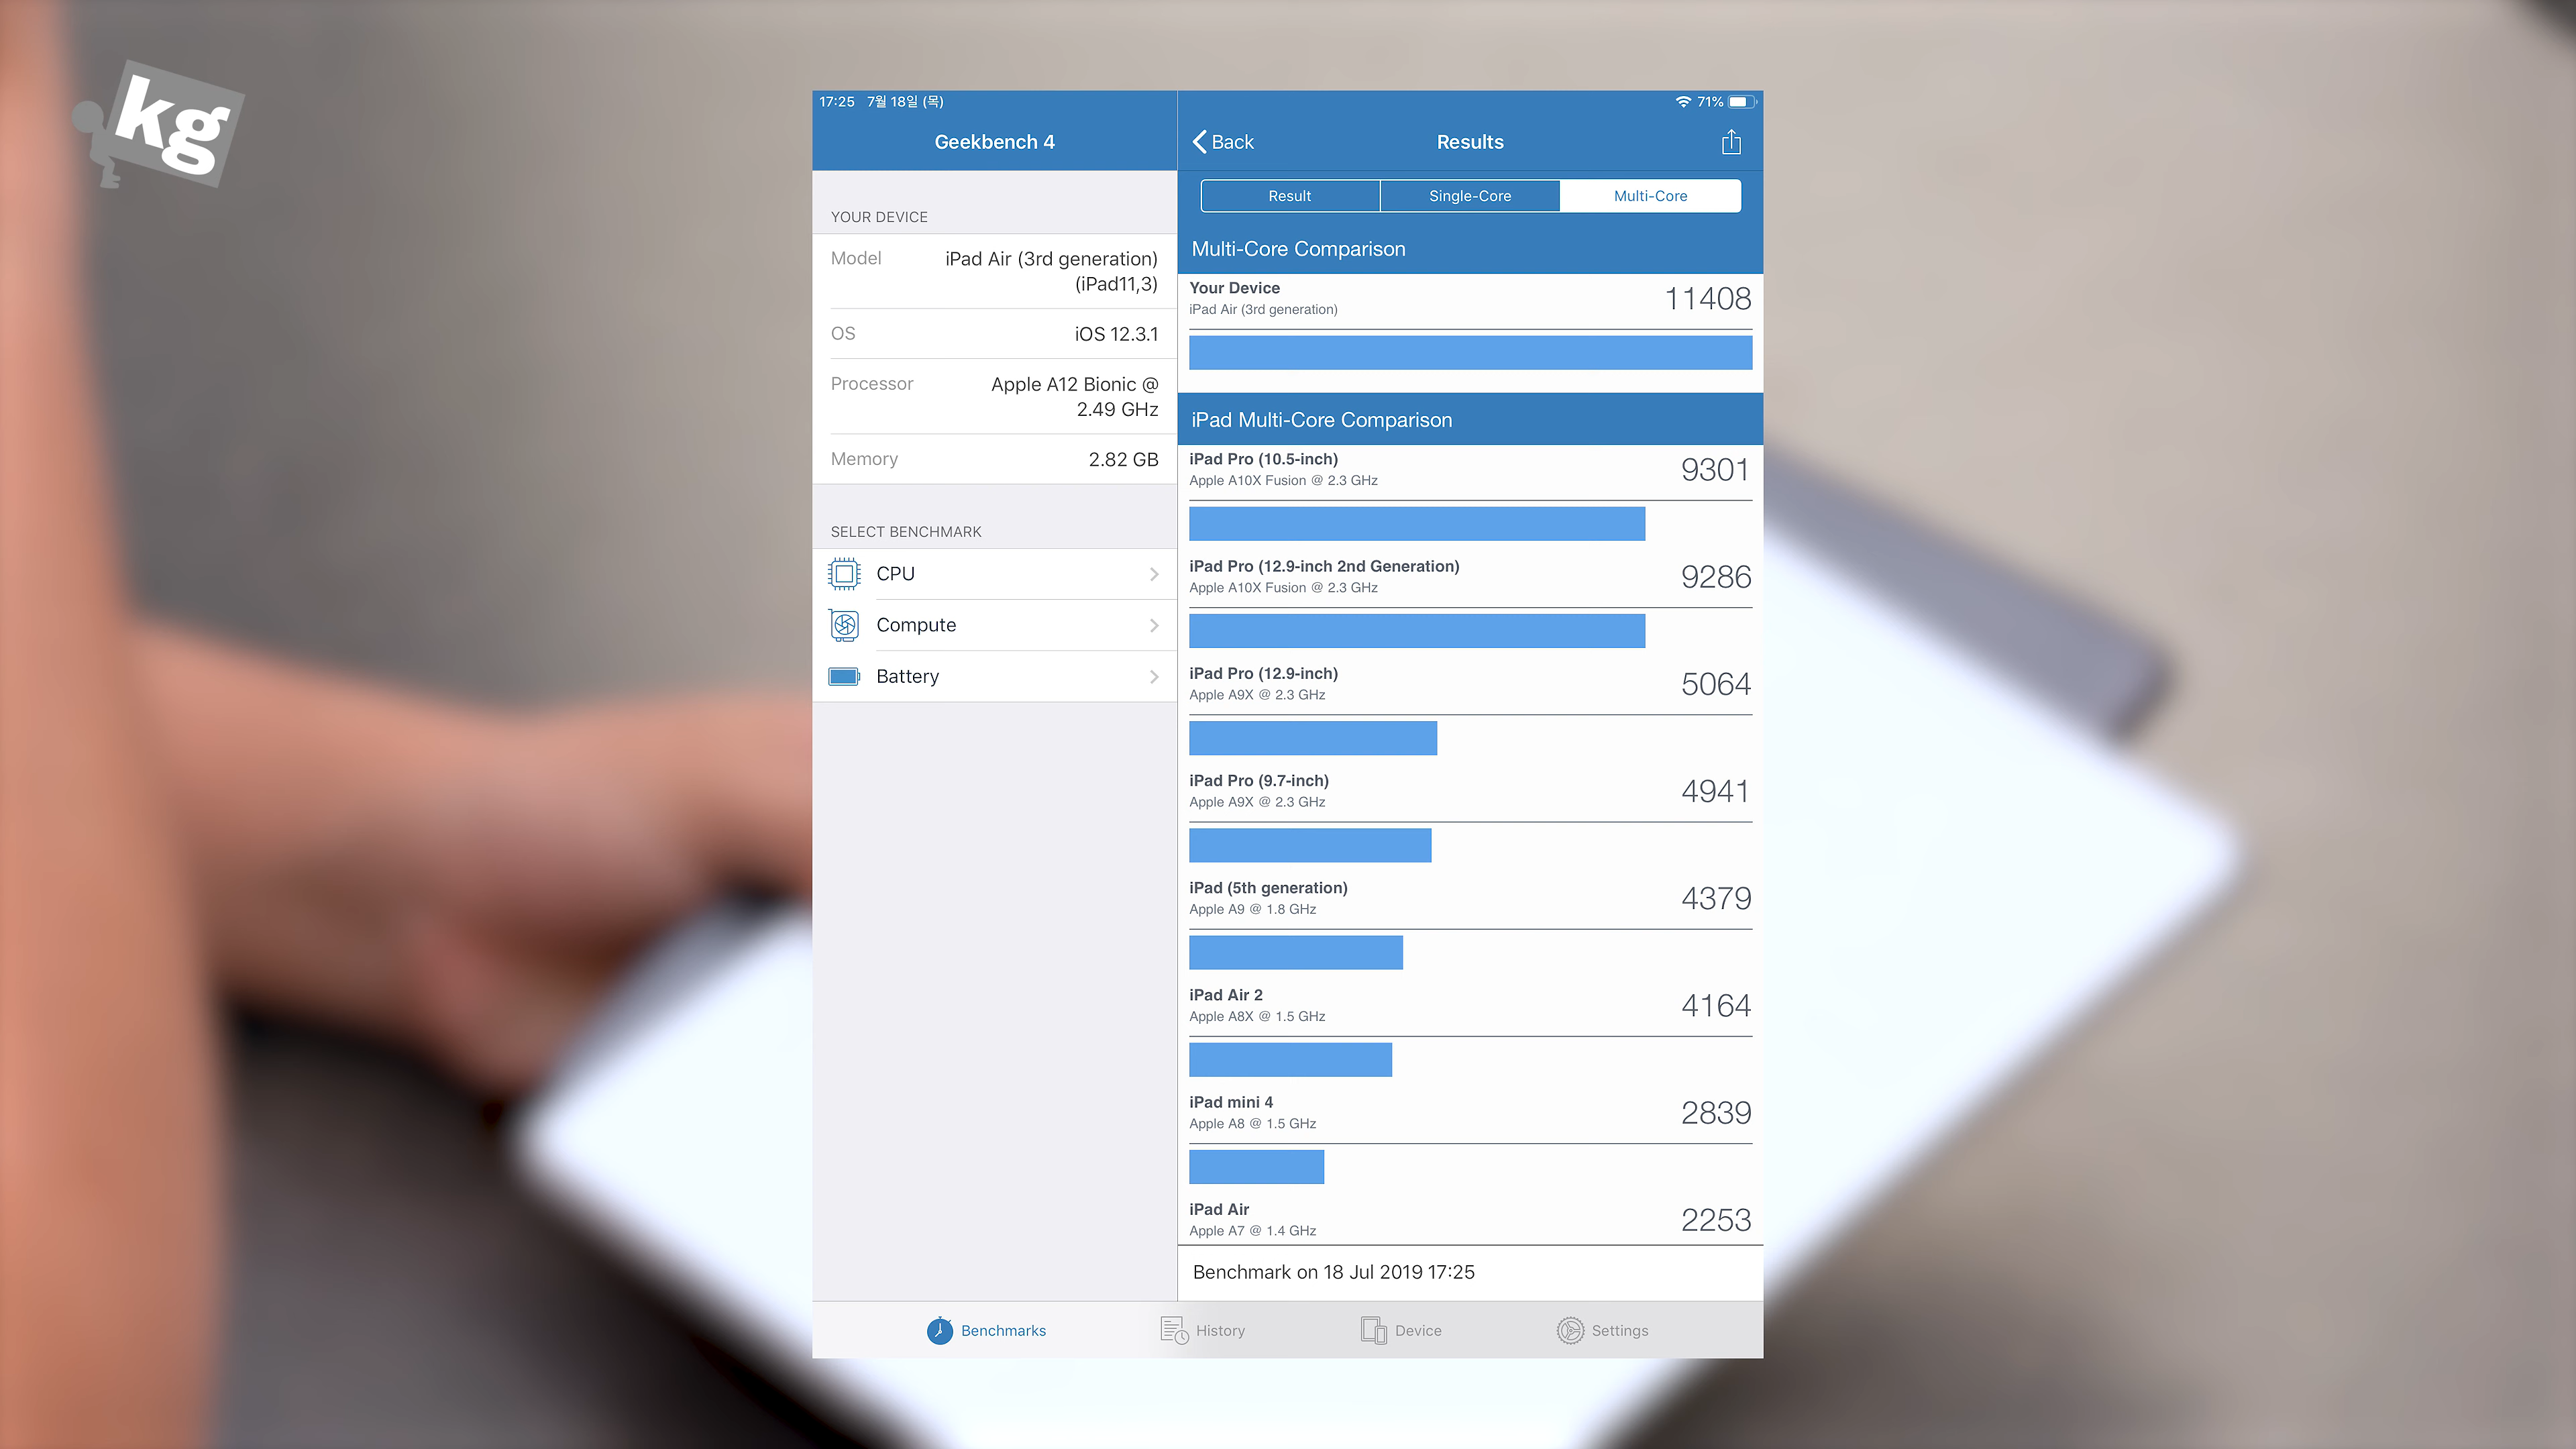 kg
17:25 7월 18일 (목)
71%
Geekbench 4
Back
Results
Result
Single-Core
Multi-Core
YOUR DEVICE
Model
iPad Air (3rd generation)
(iPad11,3)
OS
iOS 12.3.1
Processor
Apple A12 Bionic @
2.49 GHz
Memory
2.82 GB
SELECT BENCHMARK
CPU
Compute
Battery
Multi-Core Comparison
Your Device
iPad Air (3rd generation)
11408
iPad Multi-Core Comparison
iPad Pro (10.5-inch)
Apple A10X Fusion @ 2.3 GHz
9301
iPad Pro (12.9-inch 2nd Generation)
Apple A10X Fusion @ 2.3 GHz
9286
iPad Pro (12.9-inch)
Apple A9X @ 2.3 GHz
5064
iPad Pro (9.7-inch)
Apple A9X @ 2.3 GHz
4941
iPad (5th generation)
Apple A9 @ 1.8 GHz
4379
iPad Air 2
Apple A8X @ 1.5 GHz
4164
iPad mini 4
Apple A8 @ 1.5 GHz
2839
iPad Air
Apple A7 @ 1.4 GHz
2253
Benchmark on 18 Jul 2019 17:25
Benchmarks
History
Device
Settings